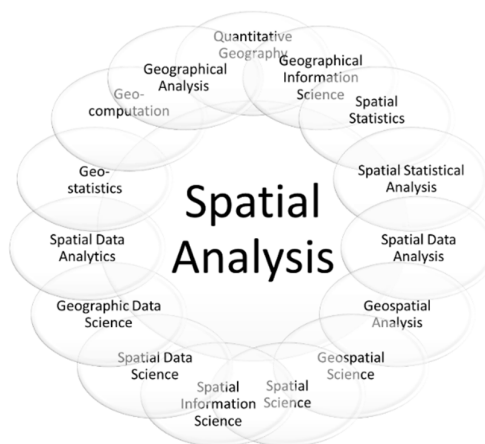 Spatial
Analysis
Quantitative
Geography
Geographical
Information
Science
Spatial
Statistics
Spatial Statistical
Analysis
Spatial Data
Analysis
Geospatial
Analysis
Geospatial
Science
Spatial
Science
Spatial
Information
Science
Spatial Data
Science
Geographic Data
Science
Spatial Data
Analytics
Geo-
statistics
Geo-
computation
Geographical
Analysis